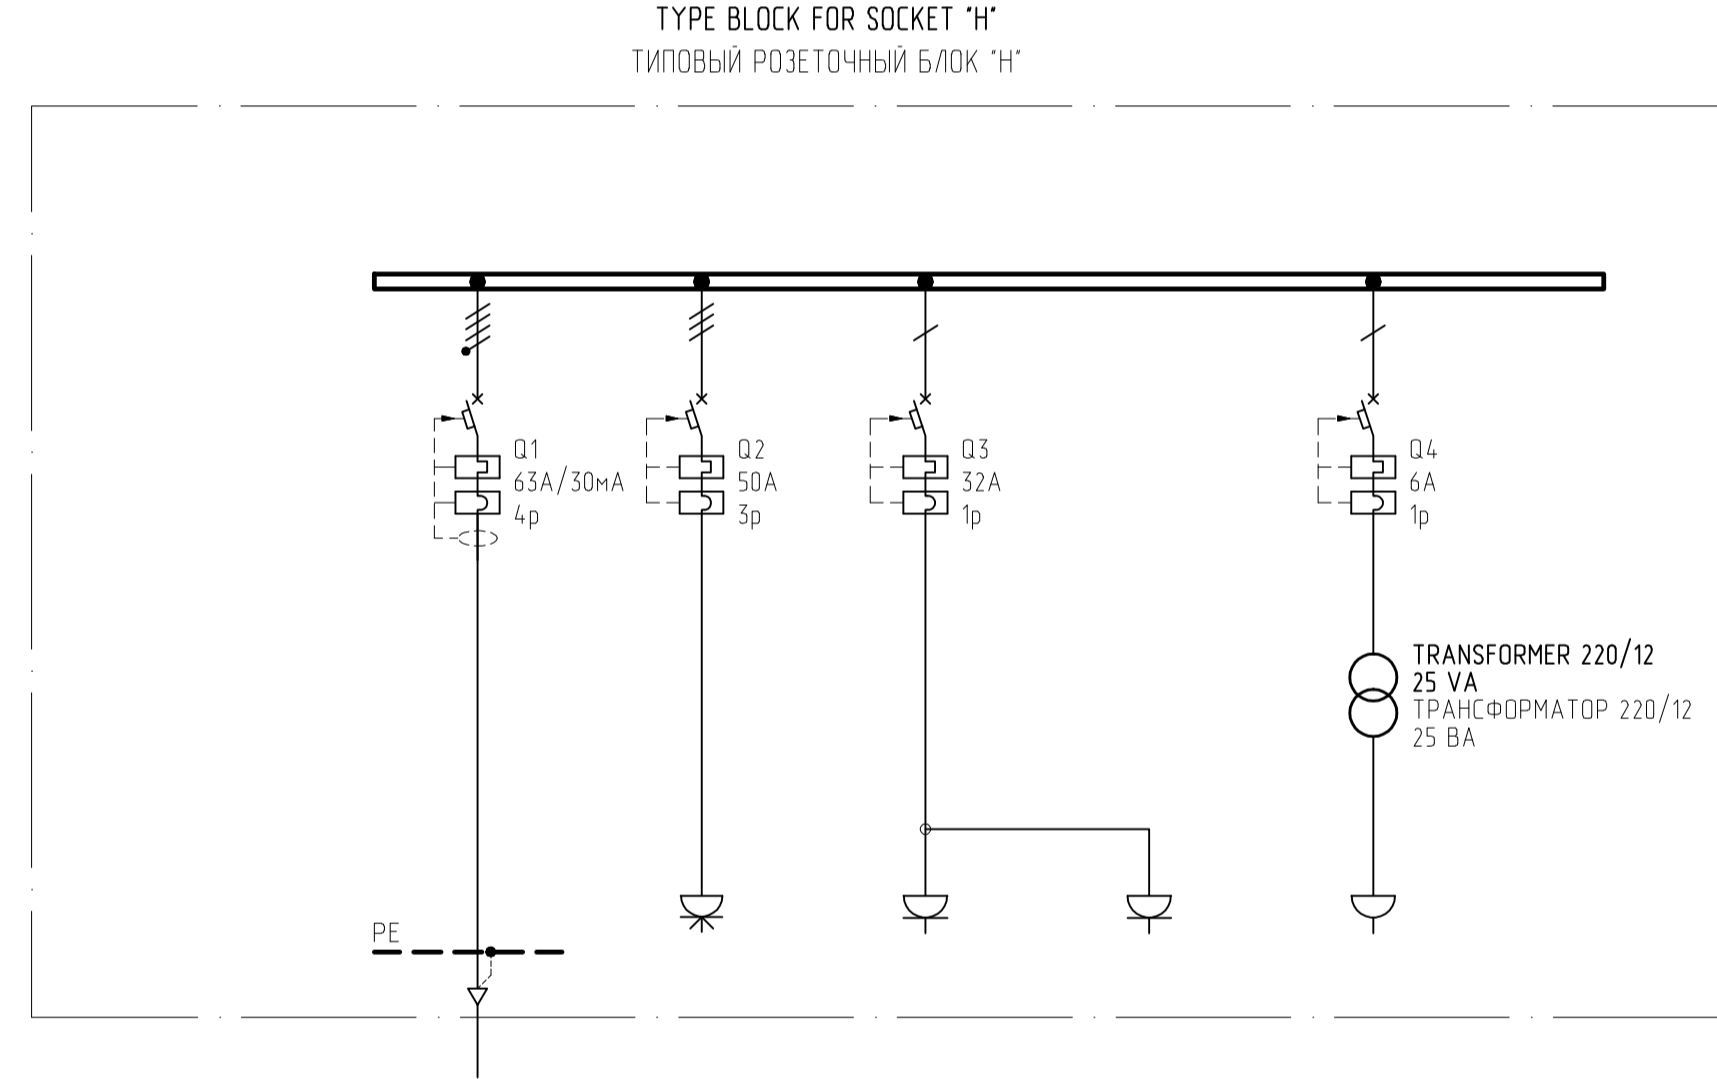 TYPE BLOCK FOR SOCKET "H"
ТИПОВЫЙ РОЗЕТОЧНЫЙ БЛОК "Н"
Q1
63A/30мА
4p
Q2
50A
3p
Q3
32A
1p
Q4
6A
1p
TRANSFORMER 220/12
25 VA
ТРАНСФОРМАТОР 220/12
25 ВА
PE